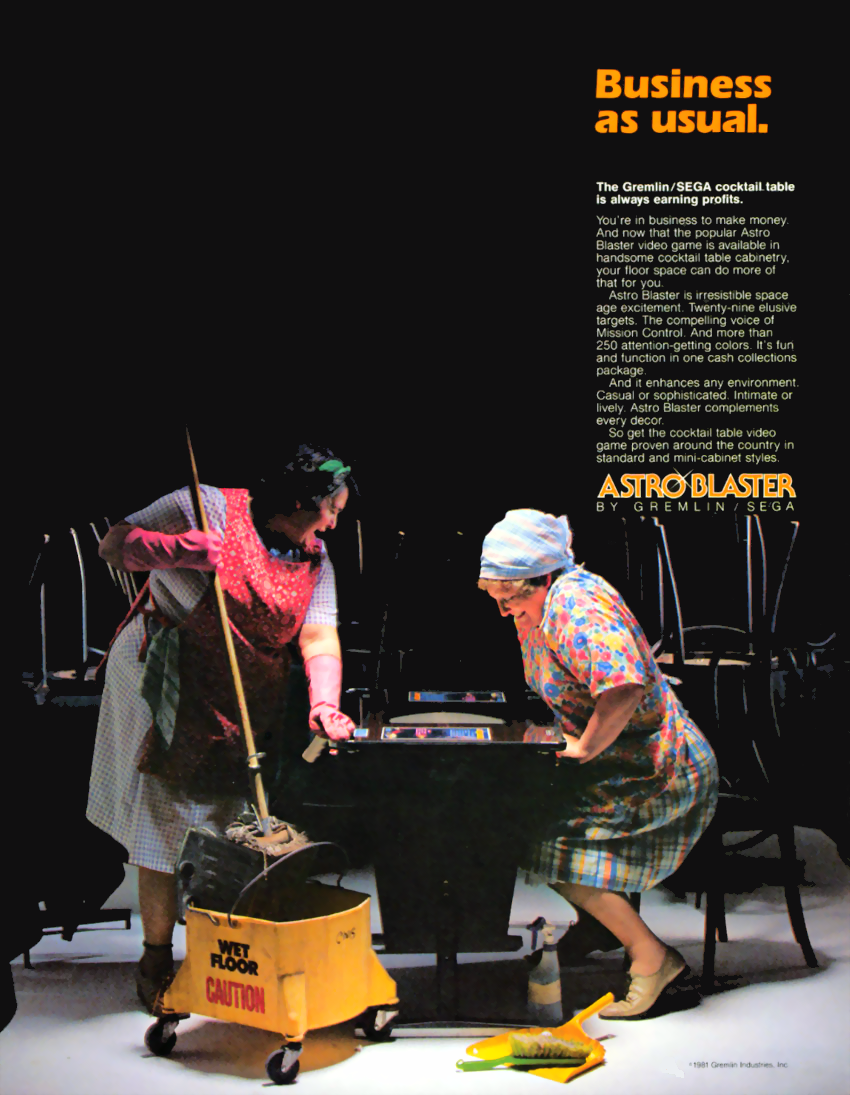 Business
as usual.
The Gremlin/SEGA cocktail table
is always earning profits.
You're in business to make money.
And now that the popular Astro
Blaster video game is available in
handsome cocktail table cabinetry,
your floor space can do more of
that for you.
Astro Blaster is irresistible space
age excitement. Twenty-nine elusive
targets. The compelling voice of
Mission Control. And more than
250 attention-getting colors. It's fun
and function in one cash collections
package.
And it enhances any environment.
Casual or sophisticated. Intimate or
lively. Astro Blaster complements
every decor.
So get the cocktail table video
game proven around the country in
standard and mini-cabinet styles.
ASTRO BLASTER
BY GREMLIN/SEGA
WET
FLOOR
CAUTION
©1981 Gremlin Industries, Inc.